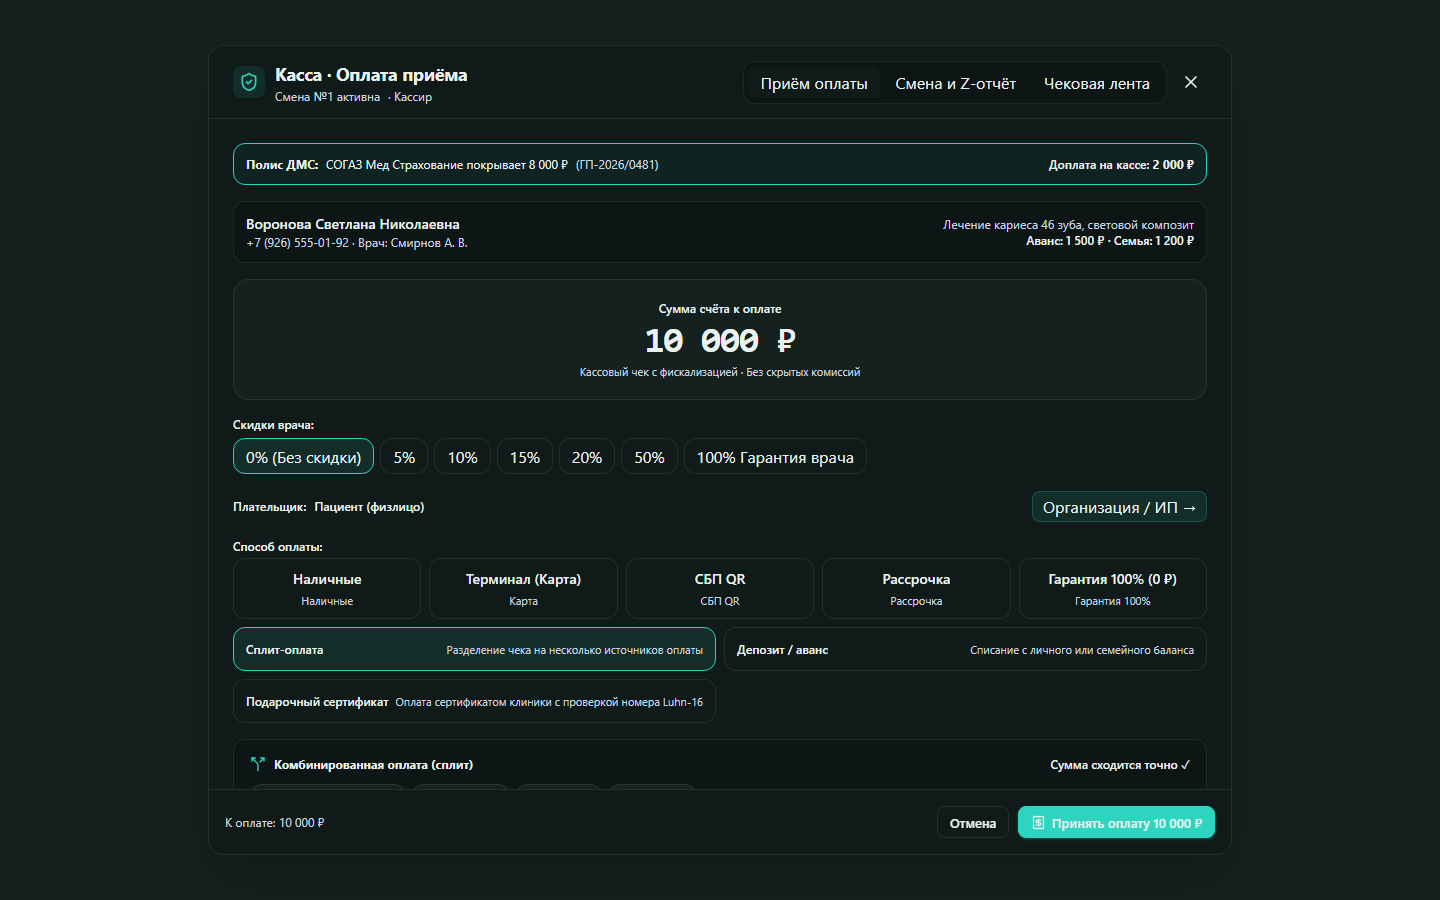 Касса · Оплата приёма
Смена №1 активна · Кассир
Приём оплаты
Смена и Z-отчёт
Чековая лента
Полис ДМС: СОГАЗ Мед Страхование покрывает 8 000 ₽ (ГП-2026/0481)
Доплата на кассе: 2 000 ₽
Воронова Светлана Николаевна
+7 (926) 555-01-92 · Врач: Смирнов А. В.
Лечение кариеса 46 зуба, световой композит
Аванс: 1 500 ₽ · Семья: 1 200 ₽
Сумма счёта к оплате
10 000 ₽
Кассовый чек с фискализацией · Без скрытых комиссий
Скидки врача:
0% (Без скидки)
5%
10%
15%
20%
50%
100% Гарантия врача
Плательщик: Пациент (физлицо)
Организация / ИП →
Способ оплаты:
Наличные
Наличные
Терминал (Карта)
Карта
СБП QR
СБП QR
Рассрочка
Рассрочка
Гарантия 100% (0 ₽)
Гарантия 100%
Сплит-оплата
Разделение чека на несколько источников оплаты
Депозит / аванс
Списание с личного или семейного баланса
Подарочный сертификат
Оплата сертификатом клиники с проверкой номера Luhn-16
Комбинированная оплата (сплит)
Сумма сходится точно ✓
К оплате: 10 000 ₽
Отмена
Принять оплату 10 000 ₽